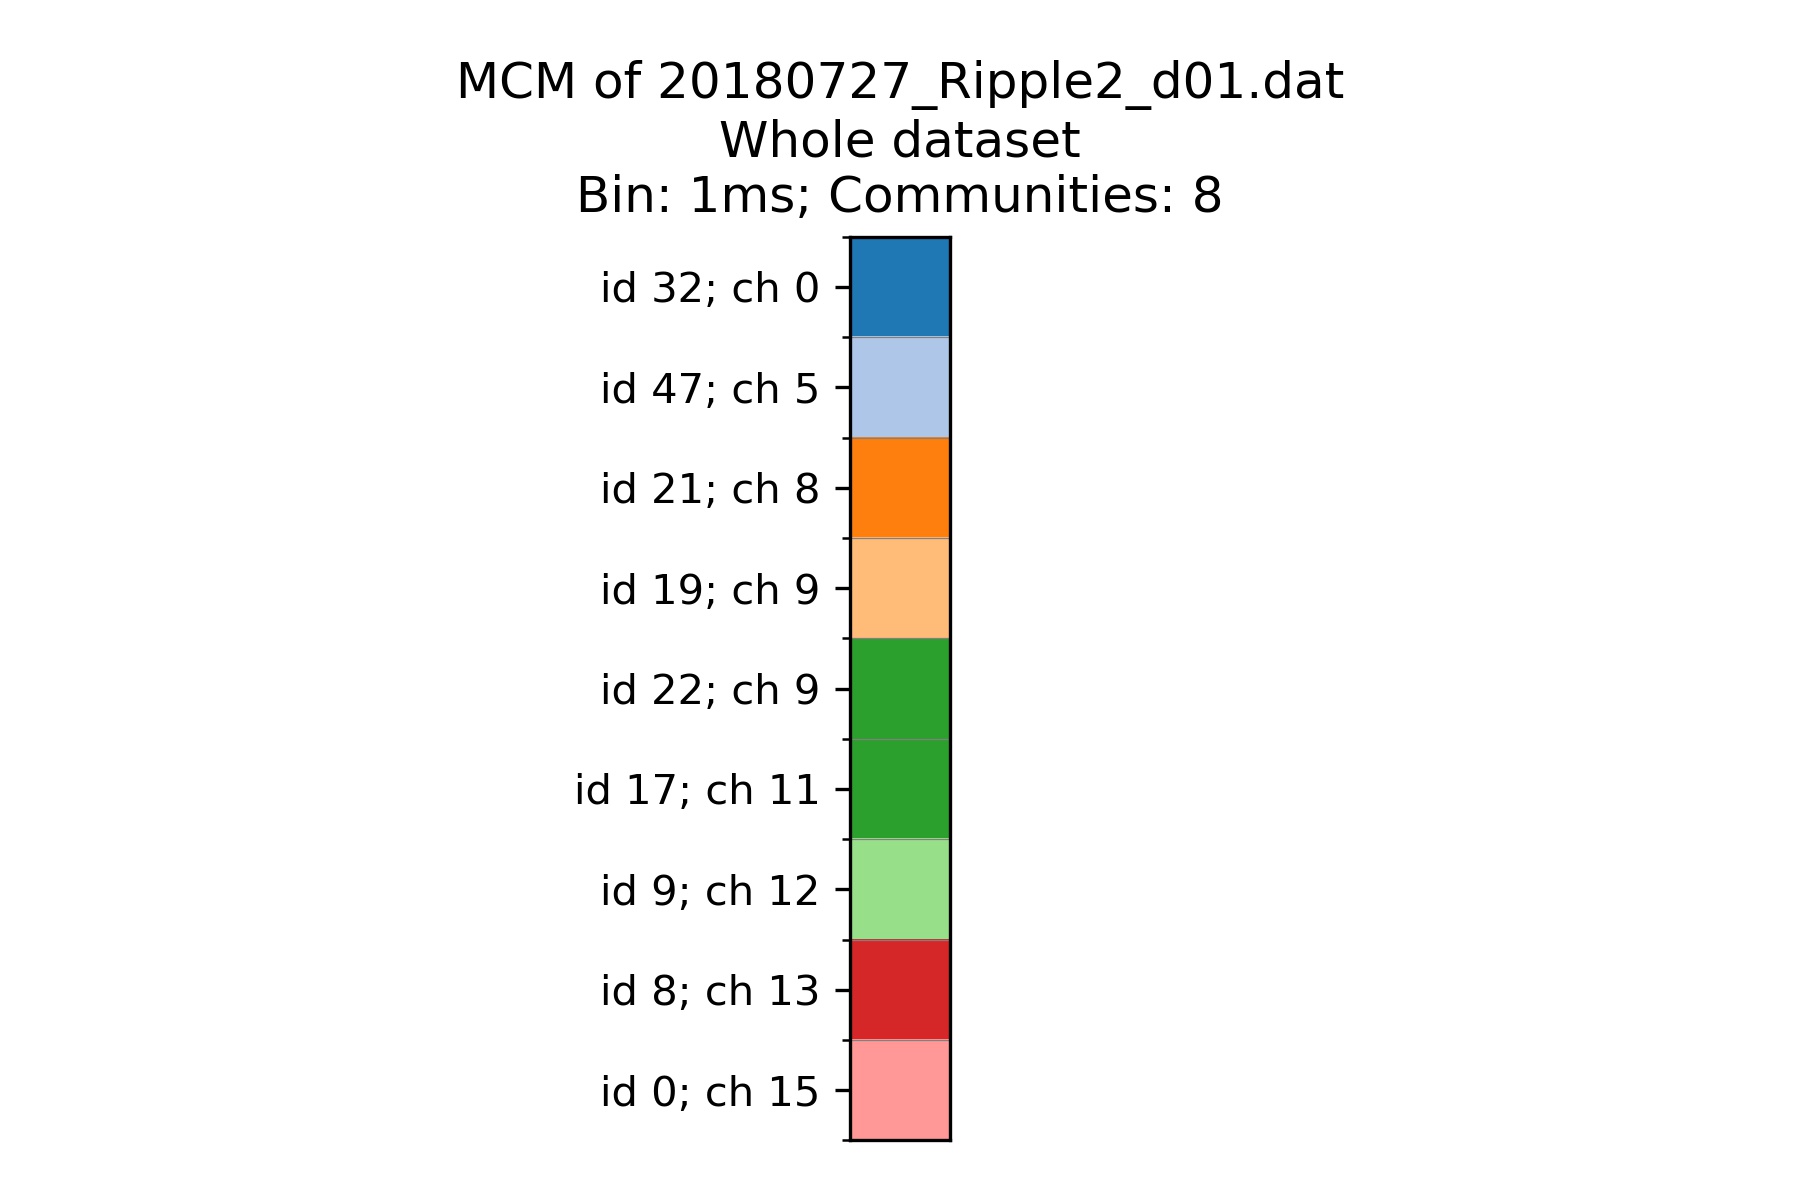 MCM of 20180727_Ripple2_d01.dat
Whole dataset
Bin: 1ms; Communities: 8
id 32; ch 0
id 47; ch 5
id 21; ch 8
id 19; ch 9
id 22; ch 9
id 17; ch 11
id 9; ch 12
id 8; ch 13
id 0; ch 15